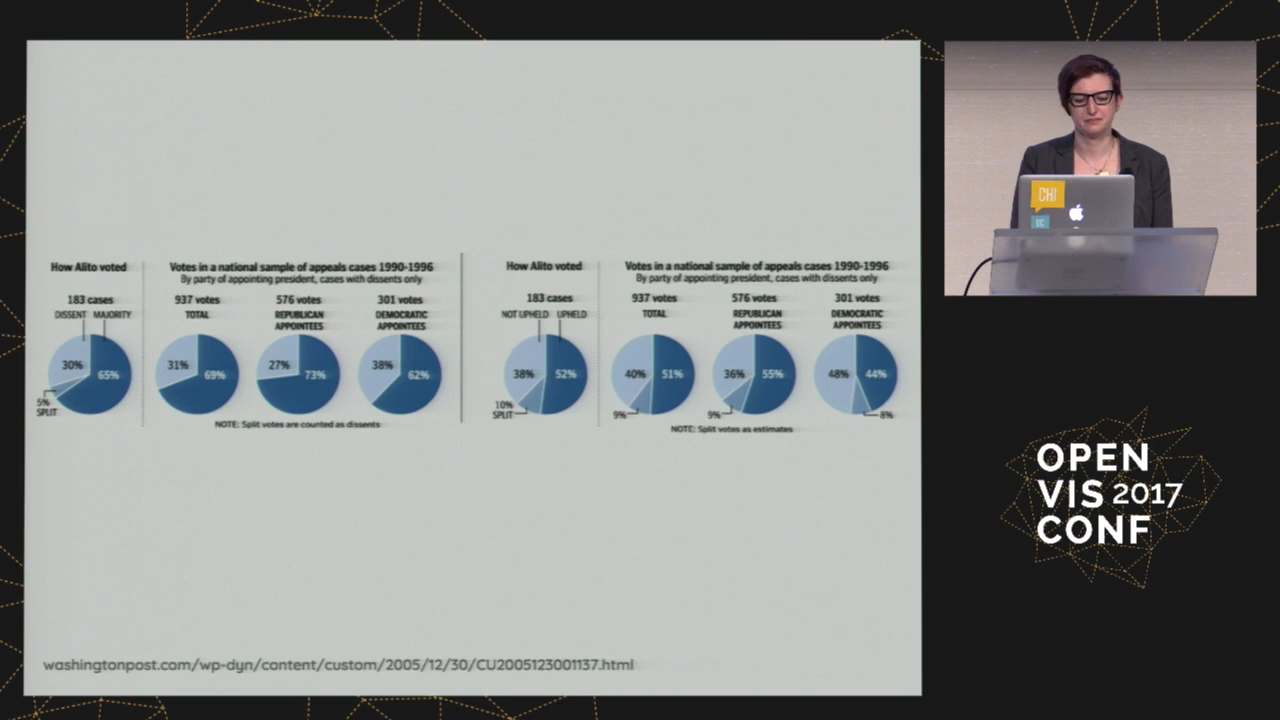 How Alito voted
183 cases
DISSENT MAJORITY
30%
65%
5%
SPLIT
Votes in a national sample of appeals cases 1990-1996
By party of appointing president, cases with dissents only
937 votes
TOTAL
31%
69%
576 votes
REPUBLICAN
APPOINTEES
27%
73%
301 votes
DEMOCRATIC
APPOINTEES
38%
62%
NOTE: Split votes are counted as dissents
How Alito voted
183 cases
NOT UPHELD UPHELD
38%
52%
10%
SPLIT
Votes in a national sample of appeals cases 1990-1996
By party of appointing president, cases with dissents only
937 votes
TOTAL
40%
51%
9%
576 votes
REPUBLICAN
APPOINTEES
36%
55%
9%
301 votes
DEMOCRATIC
APPOINTEES
48%
44%
8%
NOTE: Split votes as estimates
washingtonpost.com/wp-dyn/content/custom/2005/12/30/CU2005123001137.html
CHI
DC
OPEN
VIS 2017
CONF